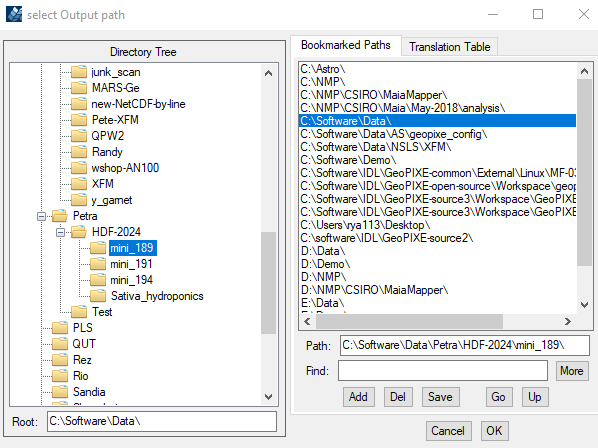 select Output path
Directory Tree
junk_scan
MARS-Ge
new-NetCDF-by-line
Pete-XFM
QPW2
Randy
wshop-AN100
XFM
y_garnet
Petra
HDF-2024
mini_189
mini_191
mini_194
Sativa_hydroponics
Test
PLS
QUT
Rez
Rio
Sandia
Root: C:\Software\Data\
Bookmarked Paths
Translation Table
C:\Astro\
C:\NMP\
C:\NMP\CSIRO\MaiaMapper\
C:\NMP\CSIRO\Maia\May-2018\analysis\
C:\Software\Data\
C:\Software\Data\AS\geopixe_config\
C:\Software\Data\NSLS\XFM\
C:\Software\Demo\
C:\Software\IDL\GeoPIXE-common\External\Linux\MF-03
C:\Software\IDL\GeoPIXE-open-source\Workspace\geop
C:\Software\IDL\GeoPIXE-source3\Workspace\GeoPIXE
C:\Software\IDL\GeoPIXE-source3\Workspace\GeoPIXE
C:\Users\rya113\Desktop\
C:\software\IDL\GeoPIXE-source2\
D:\Data\
D:\Demo\
D:\NMP\
D:\NMP\CSIRO\MaiaMapper\
E:\Data\
Path: C:\Software\Data\Petra\HDF-2024\mini_189\
Find:
More
Add
Del
Save
Go
Up
Cancel
OK